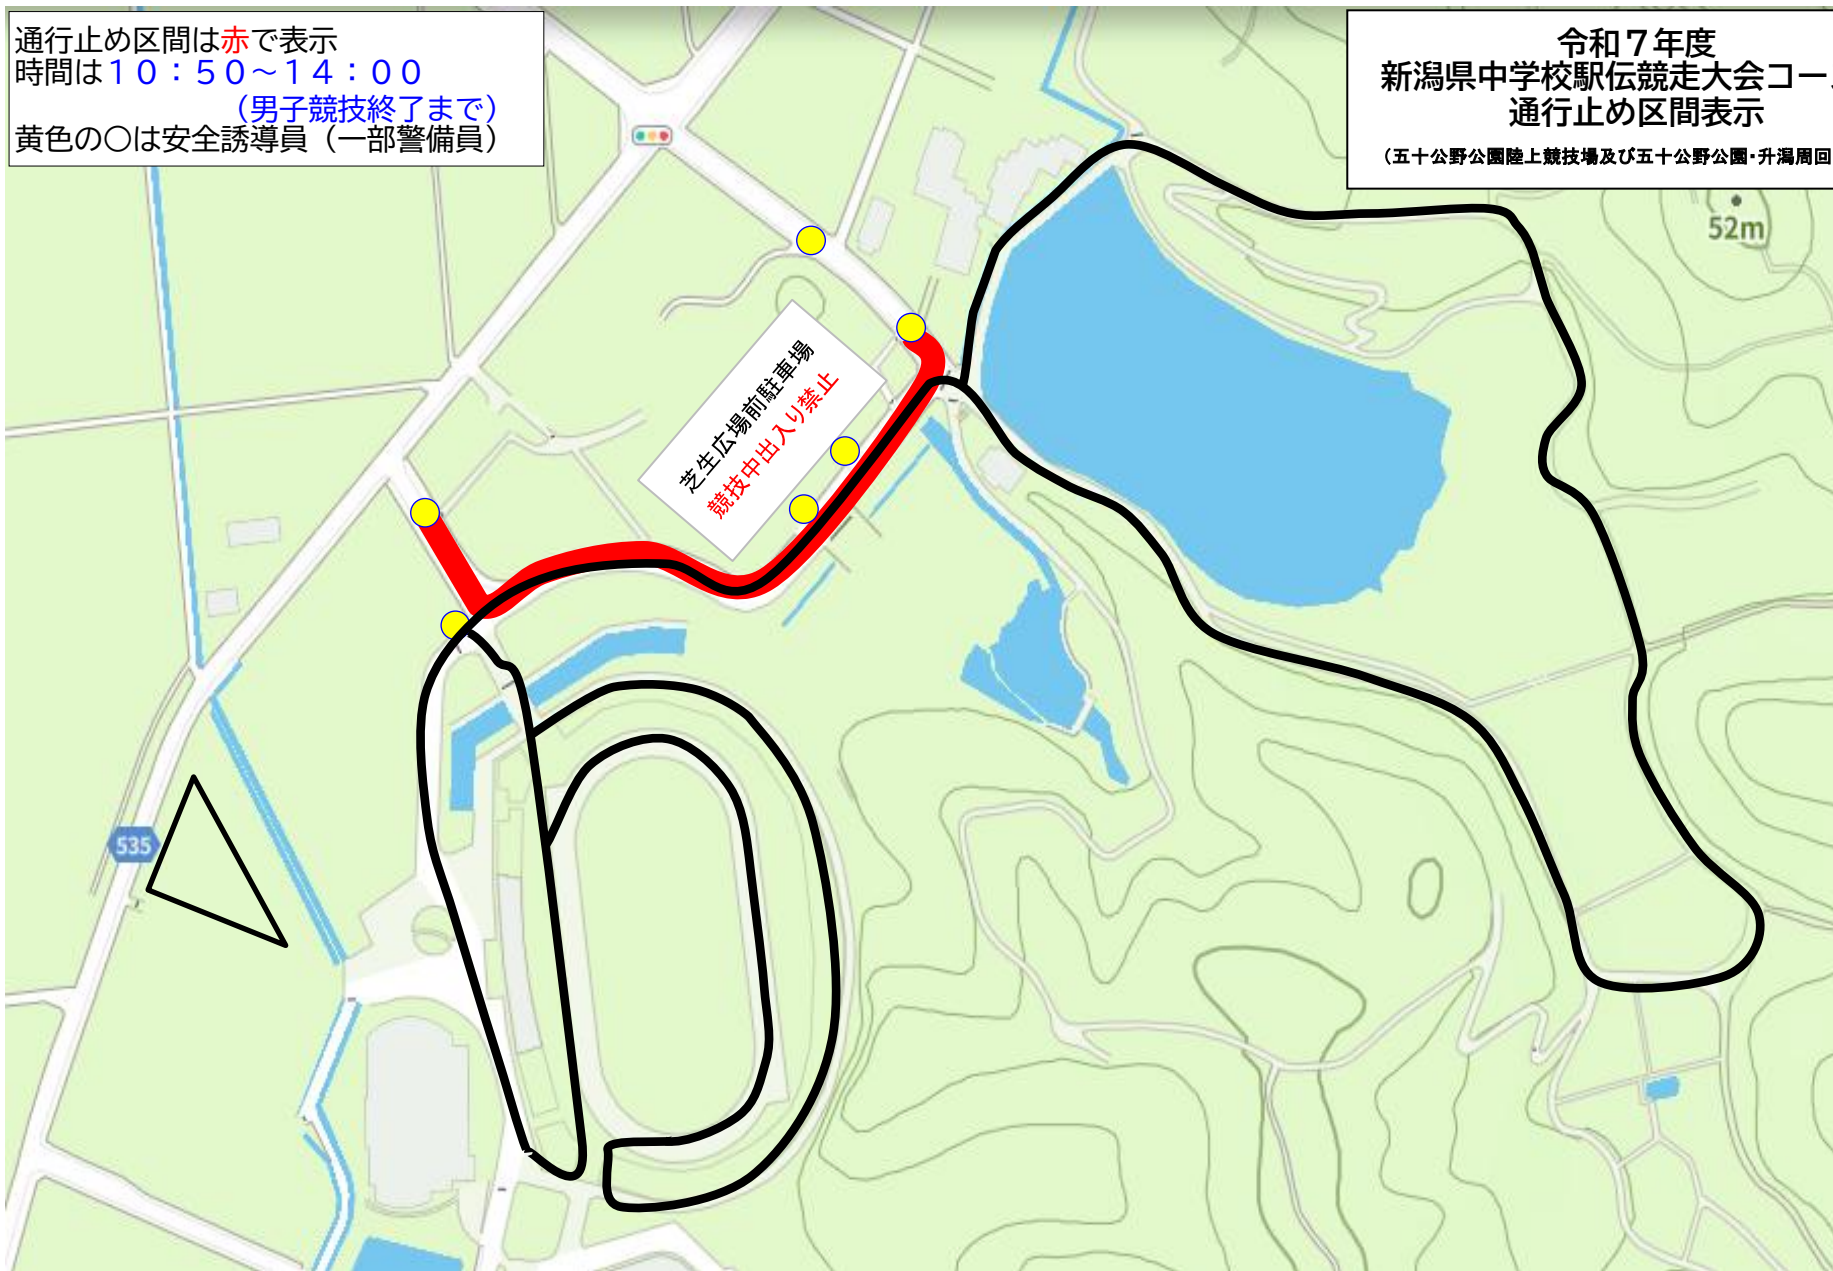 通行止め区間は赤で表示
時間は１０：５０～１４：００
（男子競技終了まで）
黄色の〇は安全誘導員（一部警備員）
令和７年度
新潟県中学校駅伝競走大会コー
通行止め区間表示
（五十公野公園陸上競技場及び五十公野公園・升潟周回
52m
芝生広場前駐車場
競技中出入り禁止
535